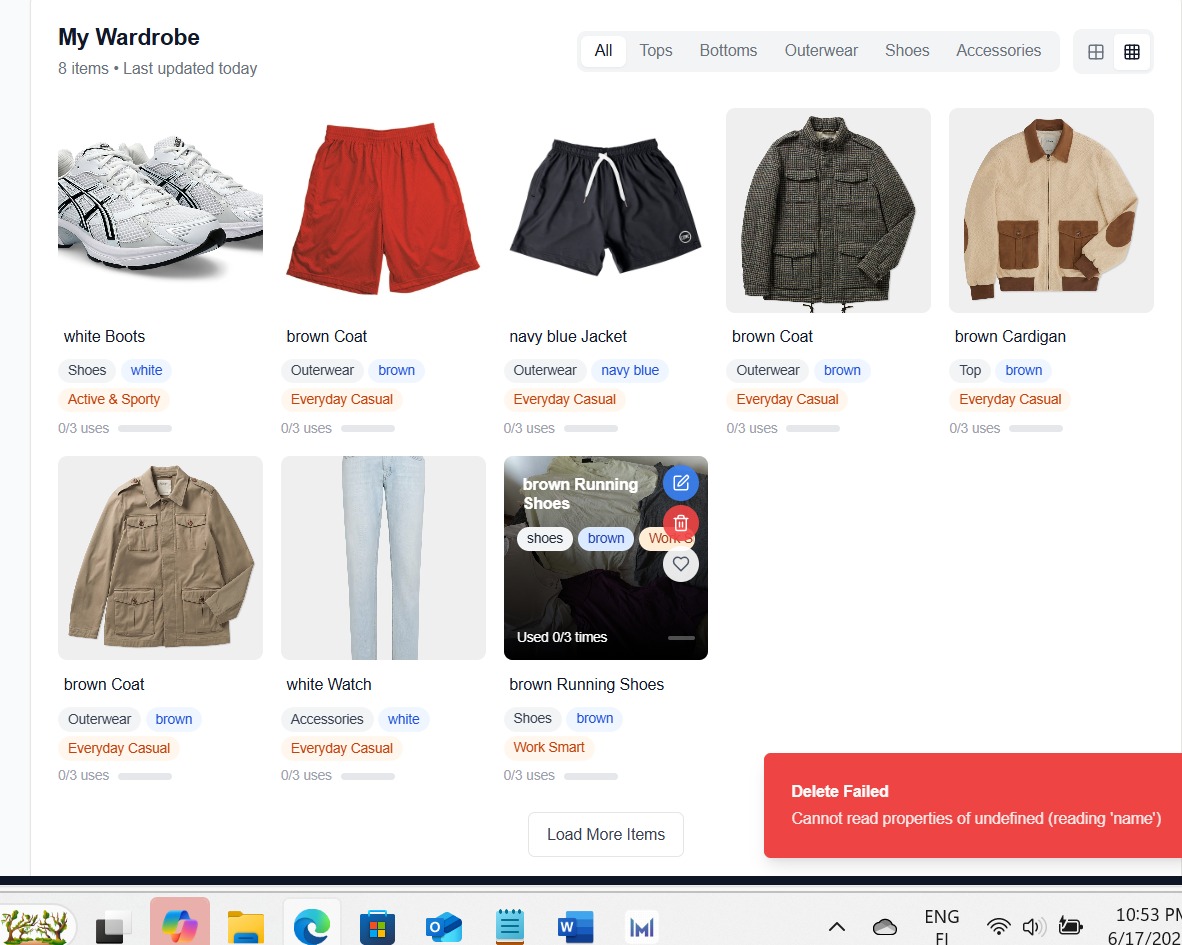 My Wardrobe
8 items • Last updated today
All Tops Bottoms Outerwear Shoes Accessories
white Boots
Shoes white
Active & Sporty
0/3 uses
brown Coat
Outerwear brown
Everyday Casual
0/3 uses
navy blue Jacket
Outerwear navy blue
Everyday Casual
0/3 uses
brown Coat
Outerwear brown
Everyday Casual
0/3 uses
brown Cardigan
Top brown
Everyday Casual
0/3 uses
brown Coat
Outerwear brown
Everyday Casual
0/3 uses
white Watch
Accessories white
Everyday Casual
0/3 uses
brown Running
Shoes
shoes brown Work S
Used 0/3 times
brown Running Shoes
Shoes brown
Work Smart
0/3 uses
Load More Items
Delete Failed
Cannot read properties of undefined (reading 'name')
ENG
FI
10:53 PM
6/17/202